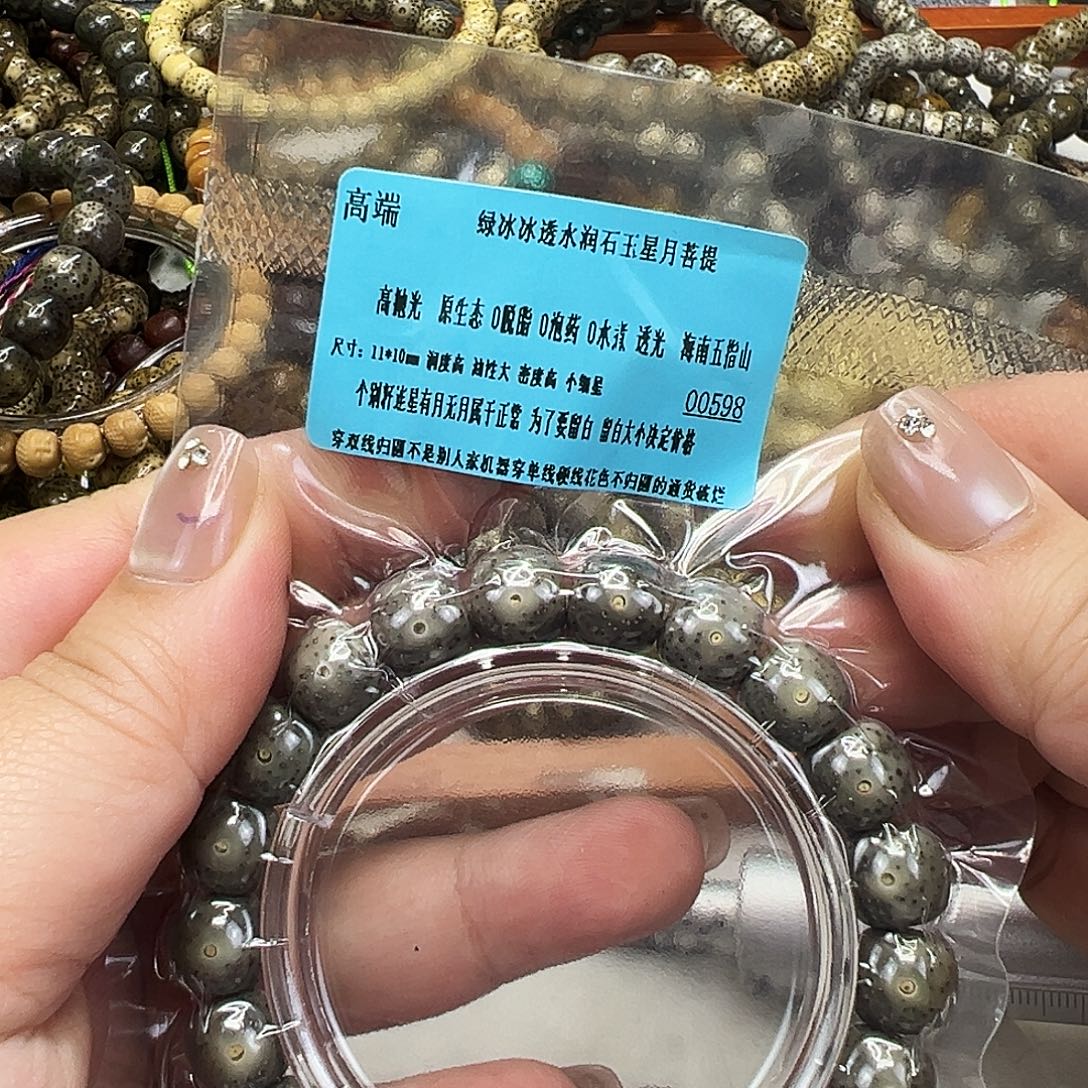 高端
绿冰冰透水润石玉星月菩提
高抛光 原生态 0脱脂 0泡药 0水煮 透光 海南五指山
尺寸：11*10mm 润度高 油性大 密度高 小细星
00598
个别籽迷星有月无月属于正常 为了要留白 留白大小决定价格
穿双线归圆不是别人家机器穿单线硬线花色不归圆的通货破烂